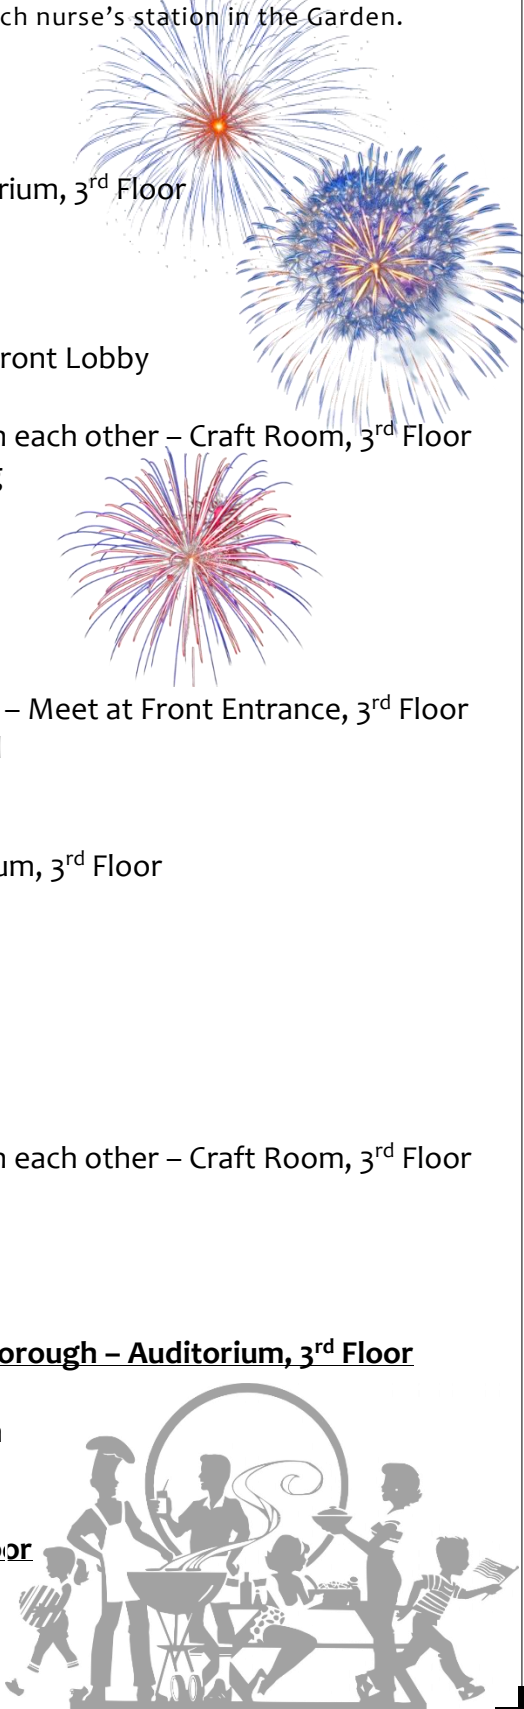 ch nurse's station in the Garden.
rium, 3rd Floor
ront Lobby
each other – Craft Room, 3rd Floor
– Meet at Front Entrance, 3rd Floor
um, 3rd Floor
each other – Craft Room, 3rd Floor
orough – Auditorium, 3rd Floor
oor